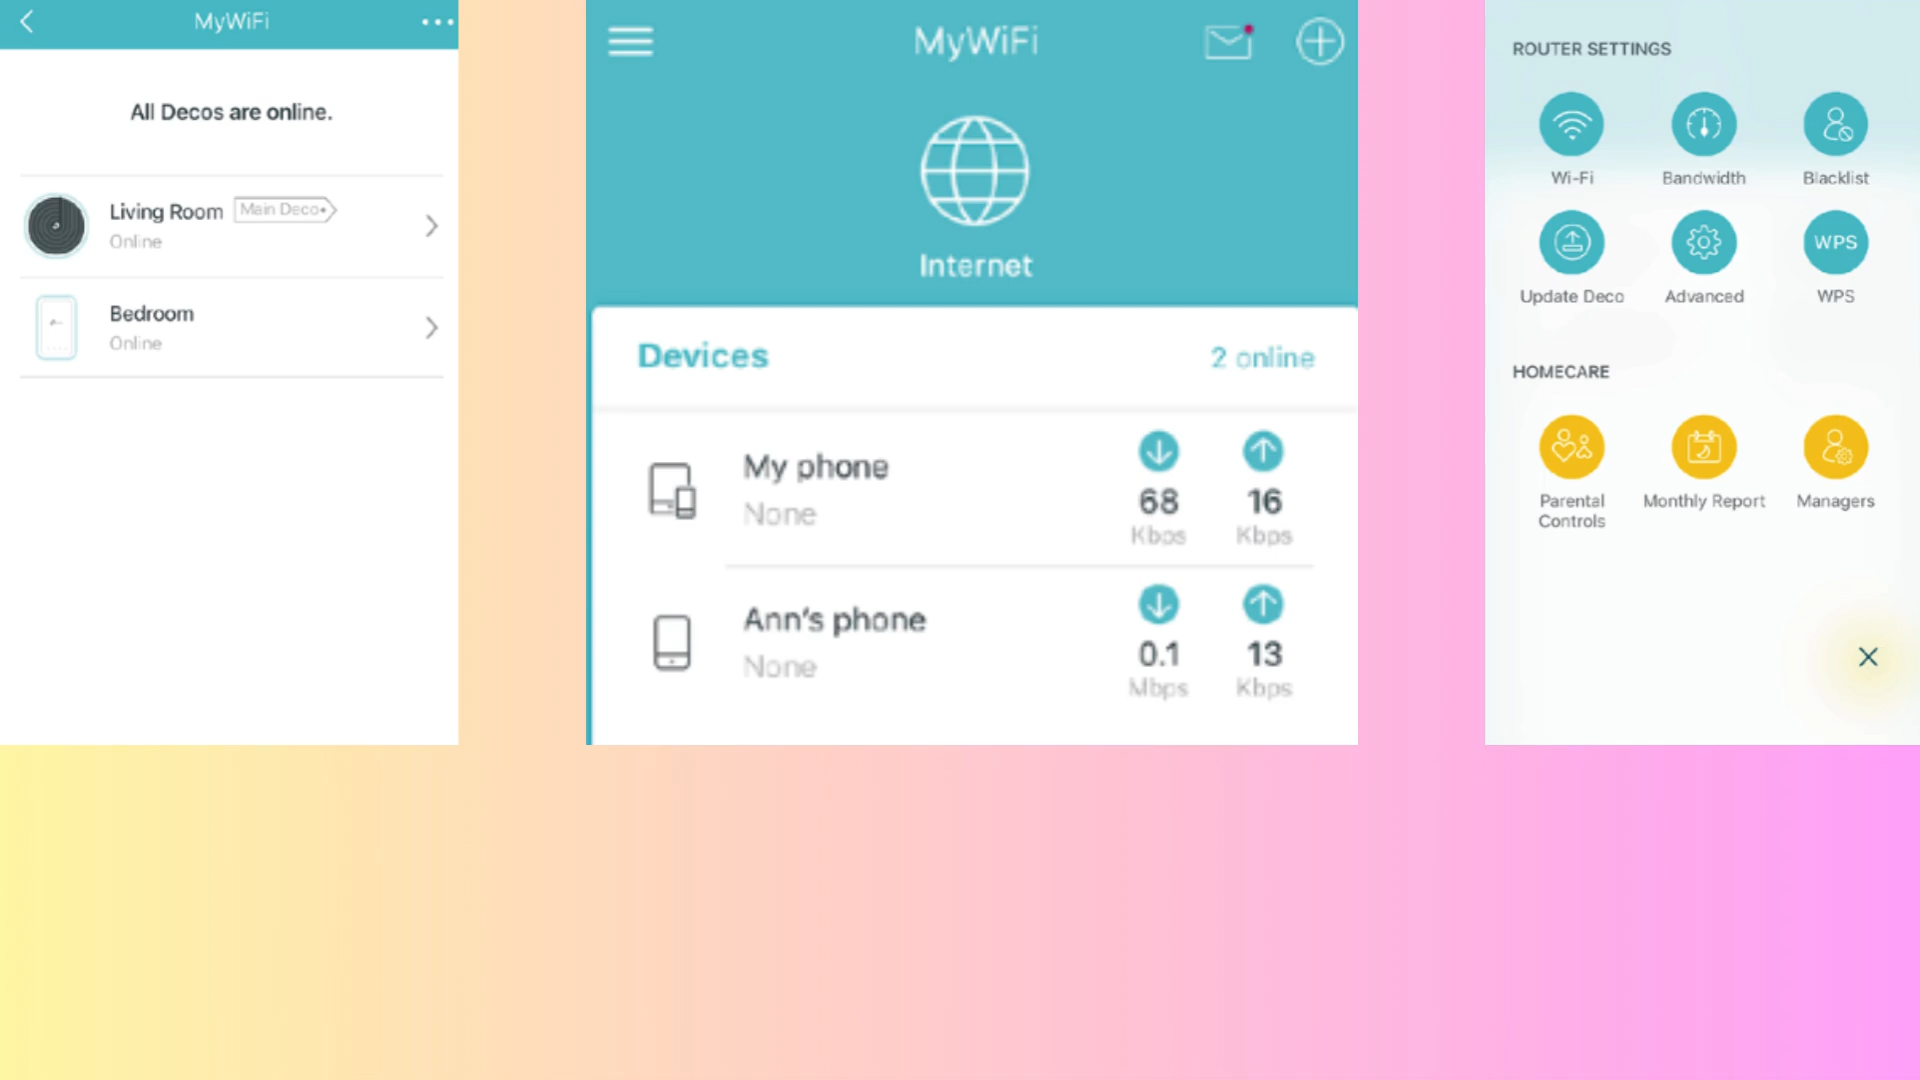 MyWiFi
All Decos are online.
Living Room Main Deco
Online
Bedroom
Online
MyWiFi
Internet
Devices 2 online
My phone
None
68 16
Kbps Kbps
Ann's phone
None
0.1 13
Mbps Kbps
ROUTER SETTINGS
Wi-Fi Bandwidth Blacklist
WPS
Update Deco Advanced WPS
HOMECARE
Parental Monthly Report Managers
Controls